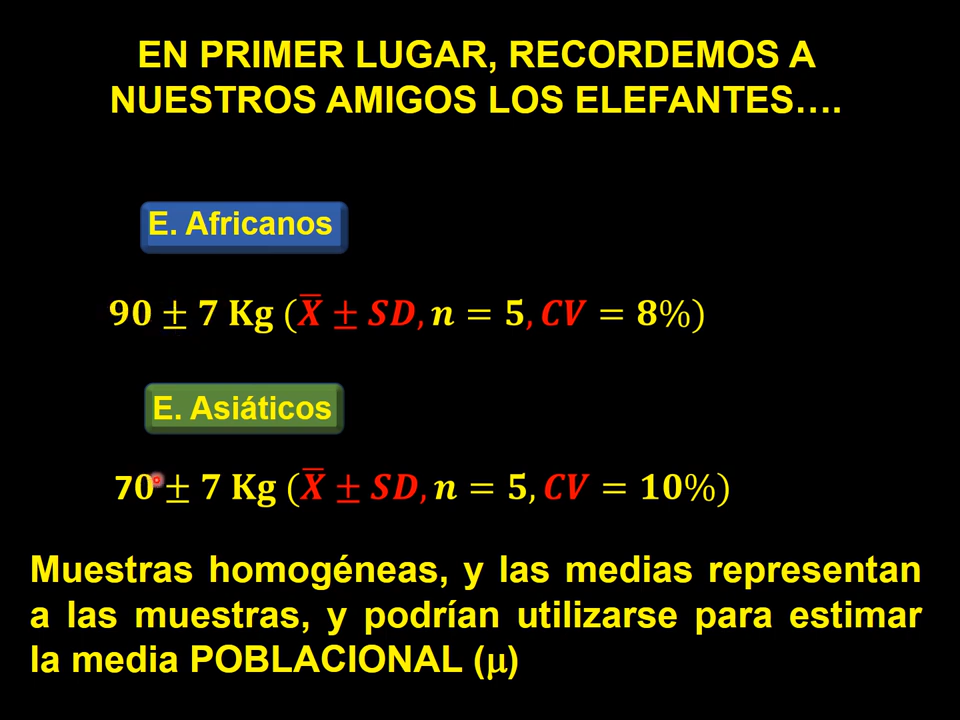 EN PRIMER LUGAR, RECORDEMOS A
NUESTROS AMIGOS LOS ELEFANTES….
E. Africanos
90 ± 7 Kg (X̅ ± SD, n = 5, CV = 8%)
E. Asiáticos
70 ± 7 Kg (X̅ ± SD, n = 5, CV = 10%)
Muestras homogéneas, y las medias representan
a las muestras, y podrían utilizarse para estimar
la media POBLACIONAL (μ)